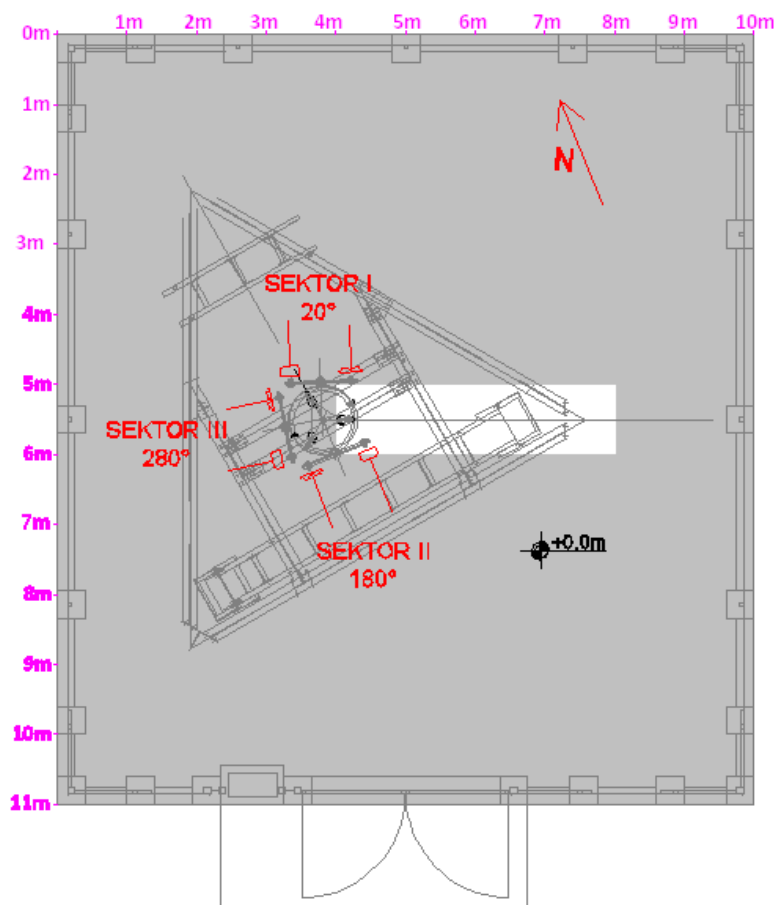 1m 2m 3m 4m 5m 6m 7m 8m 9m 10m
0m
1m
2m
3m
4m
5m
6m
7m
8m
9m
10m
11m
N
SEKTOR I
20°
SEKTOR III
280°
SEKTOR II
180°
+0.0m